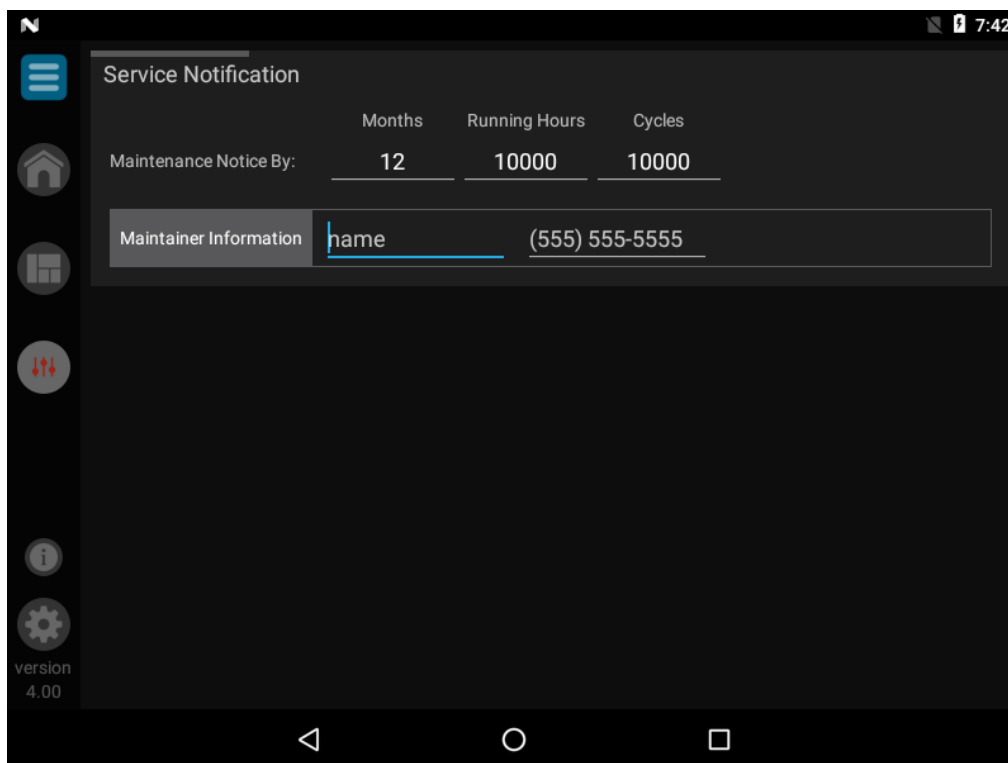 7:42
Service Notification
Months Running Hours Cycles
Maintenance Notice By: 12 10000 10000
Maintainer Information name (555) 555-5555
version
4.00